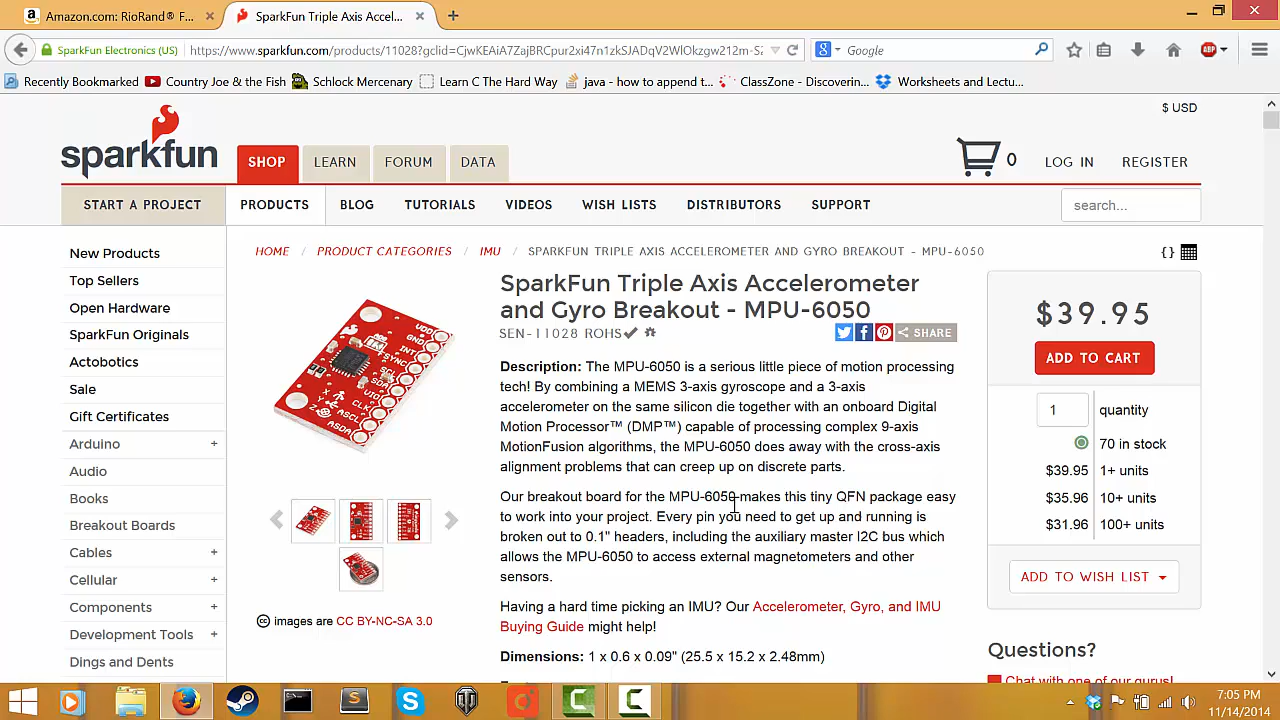 Amazon.com: RioRand® F...
SparkFun Triple Axis Accel...
SparkFun Electronics (US)
https://www.sparkfun.com/products/11028?gclid=CjwKEAiA7ZajBRCpur2xi47n1zkSJADqV2WlOkzgw212m-S
Google
ABP
Recently Bookmarked
Country Joe & the Fish
Schlock Mercenary
Learn C The Hard Way
java - how to append t...
ClassZone - Discoverin...
Worksheets and Lectu...
$ USD
sparkfun
SHOP
LEARN
FORUM
DATA
0
LOG IN
REGISTER
START A PROJECT
PRODUCTS
BLOG
TUTORIALS
VIDEOS
WISH LISTS
DISTRIBUTORS
SUPPORT
search...
New Products
Top Sellers
Open Hardware
SparkFun Originals
Actobotics
Sale
Gift Certificates
Arduino +
Audio
Books
Breakout Boards
Cables +
Cellular +
Components +
Development Tools +
Dings and Dents
HOME / PRODUCT CATEGORIES / IMU / SPARKFUN TRIPLE AXIS ACCELEROMETER AND GYRO BREAKOUT - MPU-6050
{}
SparkFun Triple Axis Accelerometer
and Gyro Breakout - MPU-6050
SEN-11028 ROHS
SHARE
VDD
GND
INT
FSYNC
SCL
SDA
VIO
CLK
ASCL
ASDA
X
Y
Z
images are CC BY-NC-SA 3.0
Description: The MPU-6050 is a serious little piece of motion processing
tech! By combining a MEMS 3-axis gyroscope and a 3-axis
accelerometer on the same silicon die together with an onboard Digital
Motion Processor™ (DMP™) capable of processing complex 9-axis
MotionFusion algorithms, the MPU-6050 does away with the cross-axis
alignment problems that can creep up on discrete parts.
Our breakout board for the MPU-6050 makes this tiny QFN package easy
to work into your project. Every pin you need to get up and running is
broken out to 0.1" headers, including the auxiliary master I2C bus which
allows the MPU-6050 to access external magnetometers and other
sensors.
Having a hard time picking an IMU? Our Accelerometer, Gyro, and IMU
Buying Guide might help!
Dimensions: 1 x 0.6 x 0.09" (25.5 x 15.2 x 2.48mm)
$39.95
ADD TO CART
1 quantity
70 in stock
$39.95 1+ units
$35.96 10+ units
$31.96 100+ units
ADD TO WISH LIST
Questions?
Chat with one of our gurus!
7:05 PM
11/14/2014